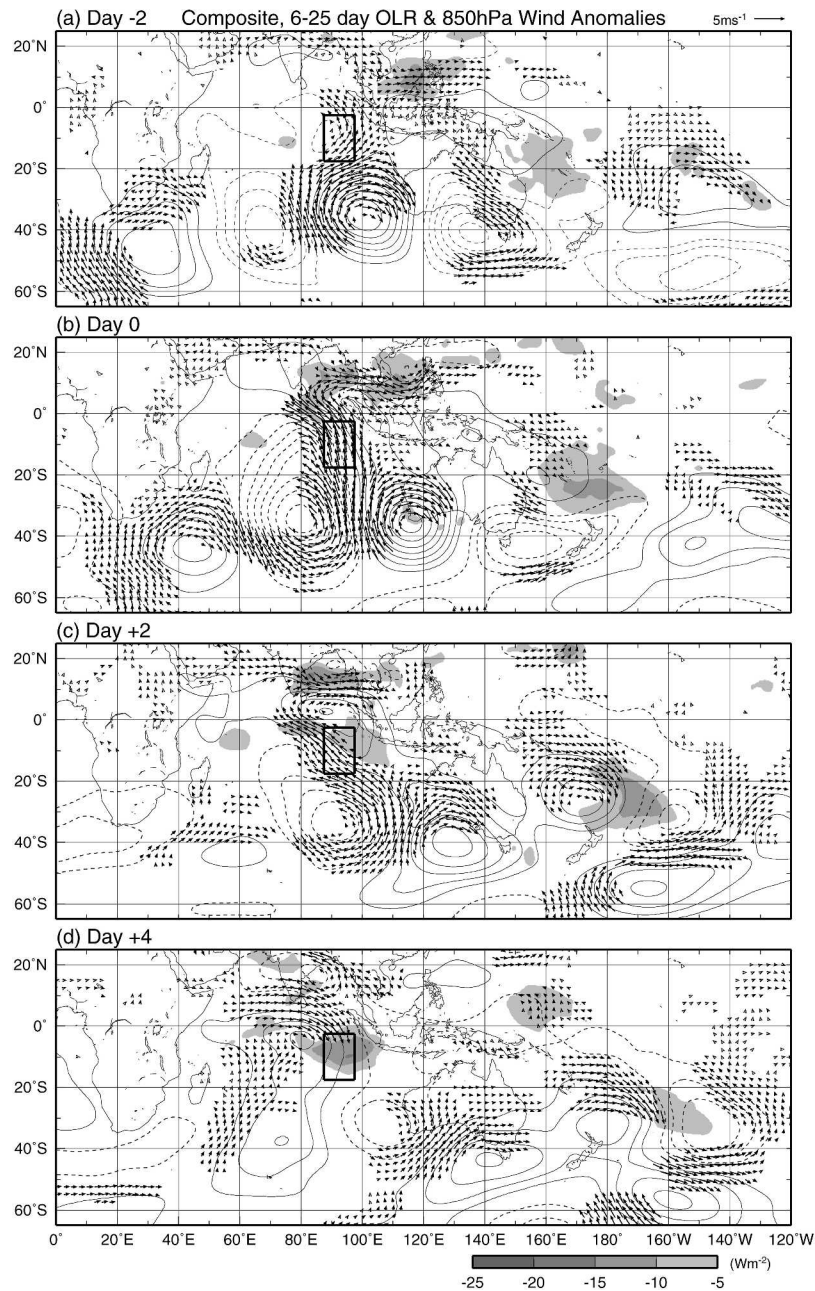 (a) Day -2 Composite, 6-25 day OLR & 850hPa Wind Anomalies 5ms⁻¹
20˚N
0˚
20˚S
40˚S
60˚S
(b) Day 0
20˚N
0˚
20˚S
40˚S
60˚S
(c) Day +2
20˚N
0˚
20˚S
40˚S
60˚S
(d) Day +4
20˚N
0˚
20˚S
40˚S
60˚S
0˚ 20˚E 40˚E 60˚E 80˚E 100˚E 120˚E 140˚E 160˚E 180˚ 160˚W 140˚W 120˚W
(Wm⁻²)
-25 -20 -15 -10 -5